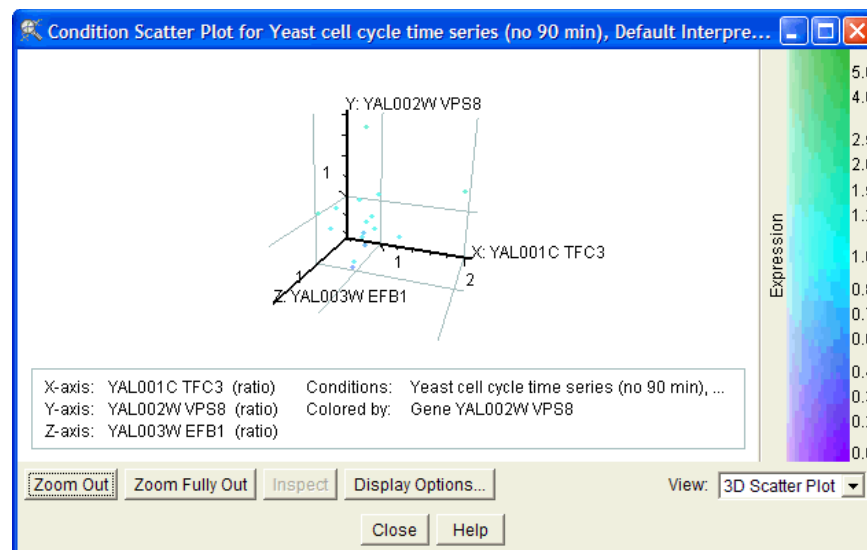 Condition Scatter Plot for Yeast cell cycle time series (no 90 min), Default Interpre...
Y: YAL002W VPS8
1
X: YAL001C TFC3
1
2
1
Z: YAL003W EFB1
Expression
4.0
1.0
X-axis: YAL001C TFC3 (ratio) Conditions: Yeast cell cycle time series (no 90 min), ...
Y-axis: YAL002W VPS8 (ratio) Colored by: Gene YAL002W VPS8
Z-axis: YAL003W EFB1 (ratio)
Zoom Out Zoom Fully Out Inspect Display Options... View: 3D Scatter Plot
Close Help